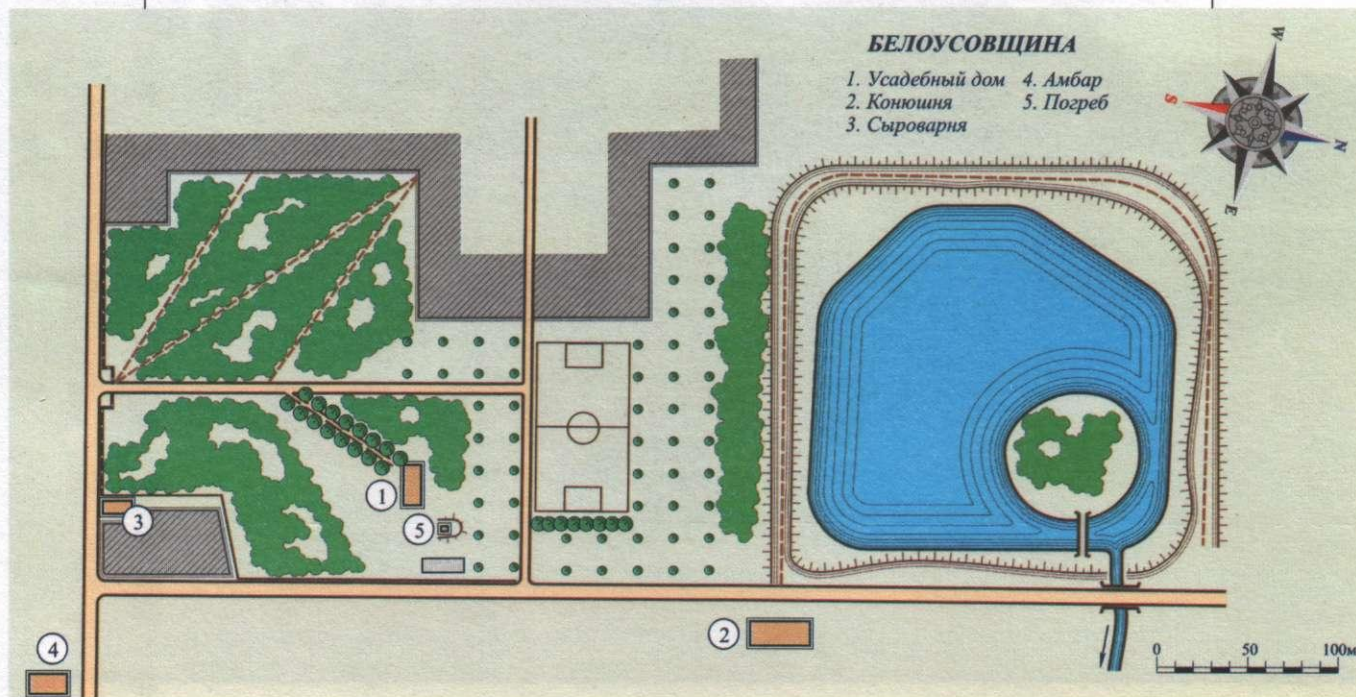 БЕЛОУСОВЩИНА
1. Усадебный дом 4. Амбар
2. Конюшня 5. Погреб
3. Сыроварня
W
S
N
E
1
5
3
2
4
0 50 100м